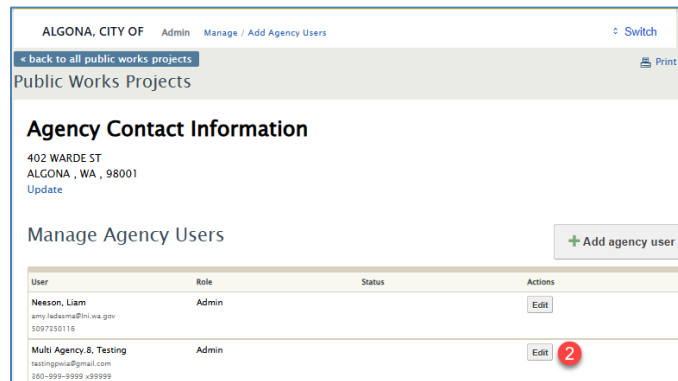 ALGONA, CITY OF Admin Manage / Add Agency Users Switch
« back to all public works projects Print
Public Works Projects
Agency Contact Information
402 WARDE ST
ALGONA , WA , 98001
Update
Manage Agency Users + Add agency user
User Role Status Actions
Neeson, Liam Admin Edit
amy.ledesma@lni.wa.gov
5097350116
Multi Agency.8, Testing Admin Edit 2
testingpwia@gmail.com
360-999-9999 x99999